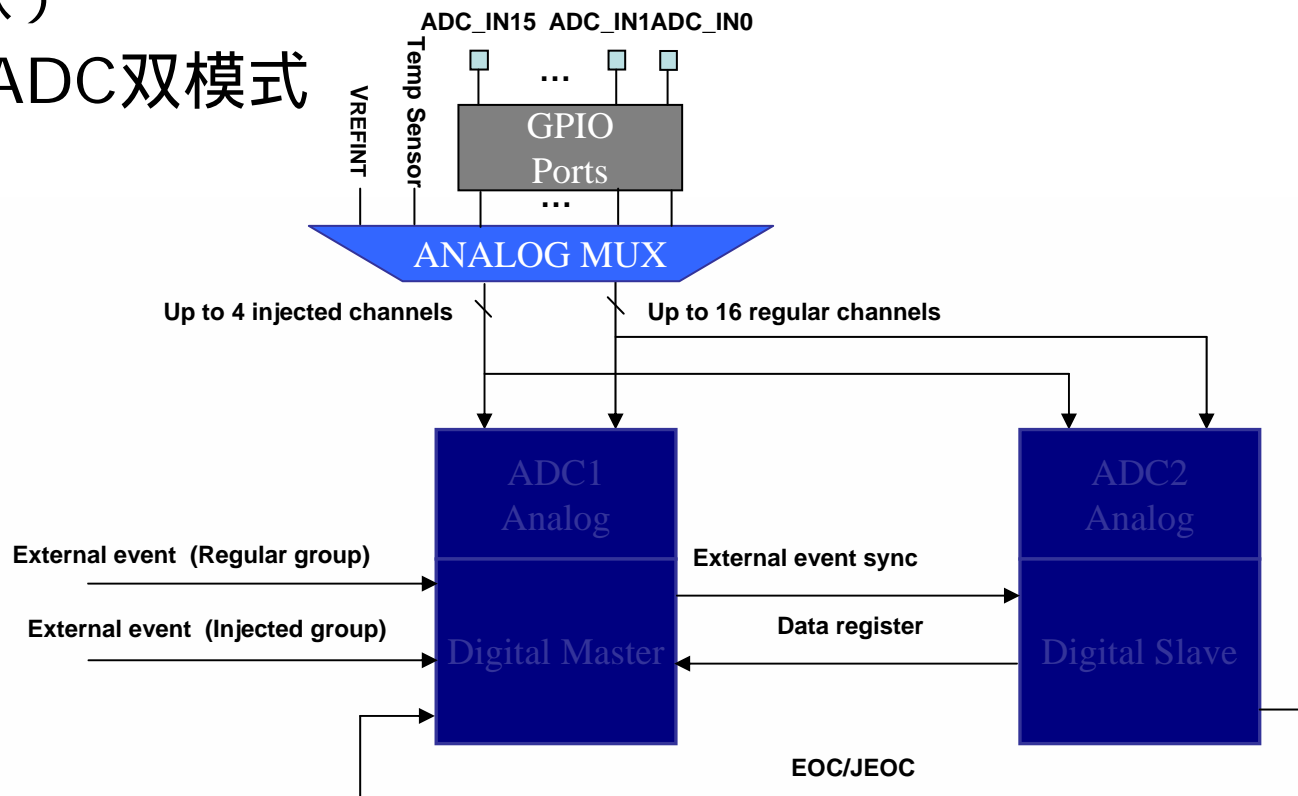 ADC双模式
ADC_IN15 ADC_IN1ADC_IN0
...
VREFINT
Temp Sensor
GPIO
Ports
...
ANALOG MUX
Up to 4 injected channels
Up to 16 regular channels
ADC1
Analog
ADC2
Analog
External event (Regular group)
External event sync
External event (Injected group)
Data register
Digital Master
Digital Slave
EOC/JEOC